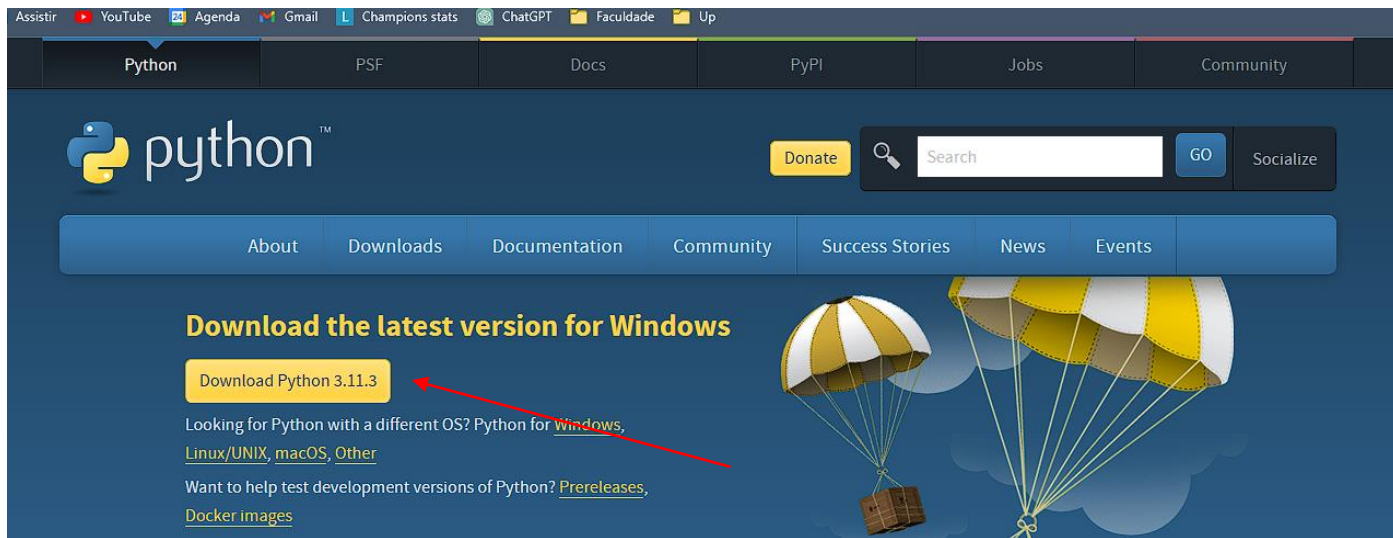 Assistir YouTube 24 Agenda Gmail L Champions stats ChatGPT Faculdade Up
Python PSF Docs PyPI Jobs Community
python™
Donate Search GO Socialize
About Downloads Documentation Community Success Stories News Events
Download the latest version for Windows
Download Python 3.11.3
Looking for Python with a different OS? Python for Windows,
Linux/UNIX, macOS, Other
Want to help test development versions of Python? Prereleases,
Docker images